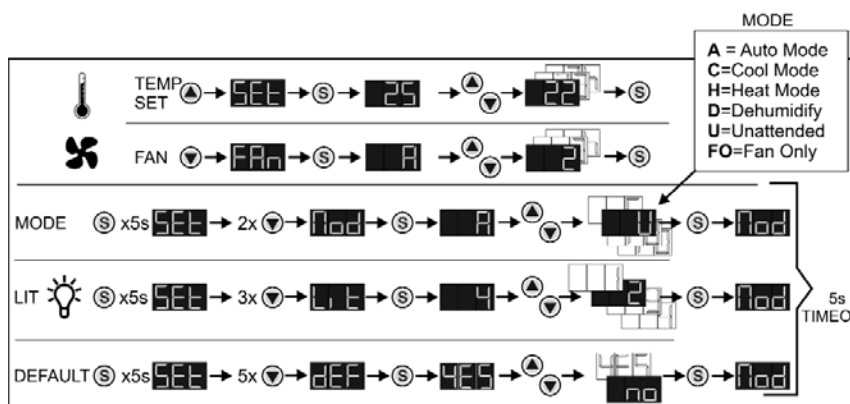 MODE
A = Auto Mode
C=Cool Mode
H=Heat Mode
D=Dehumidify
U=Unattended
FO=Fan Only
TEMP SET SEt S 25 22 S
FAN FAn S A 2 S
MODE S x5s SEt 2x Mod S A U S Mod
LIT S x5s SEt 3x Lit S 4 2 S Mod
5s
TIMEO
DEFAULT S x5s SEt 5x dEF S YES YES no S Mod